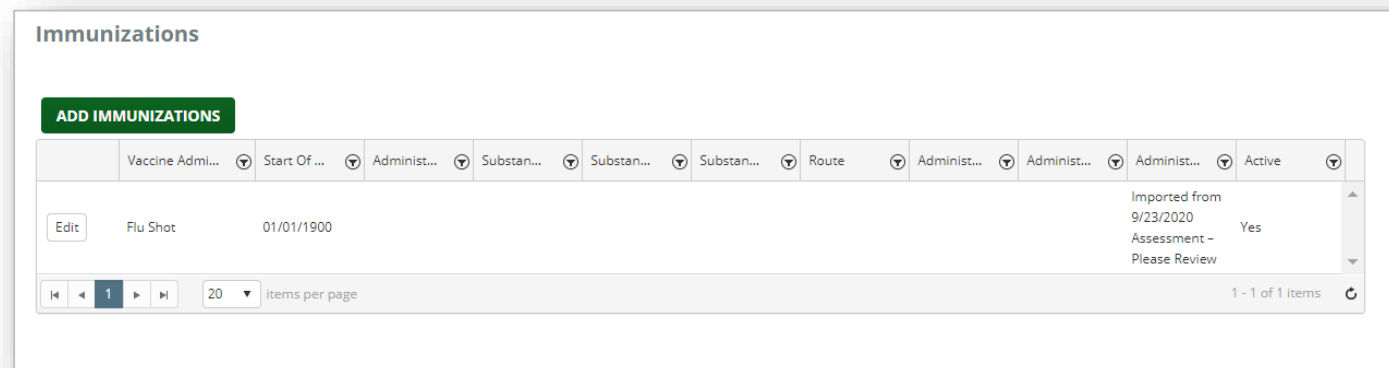 Immunizations
ADD IMMUNIZATIONS
Vaccine Admi... Start Of ... Administ... Substan... Substan... Substan... Route Administ... Administ... Administ... Active
Edit Flu Shot 01/01/1900 Imported from
9/23/2020
Assessment –
Please Review Yes
1 20 items per page 1 - 1 of 1 items